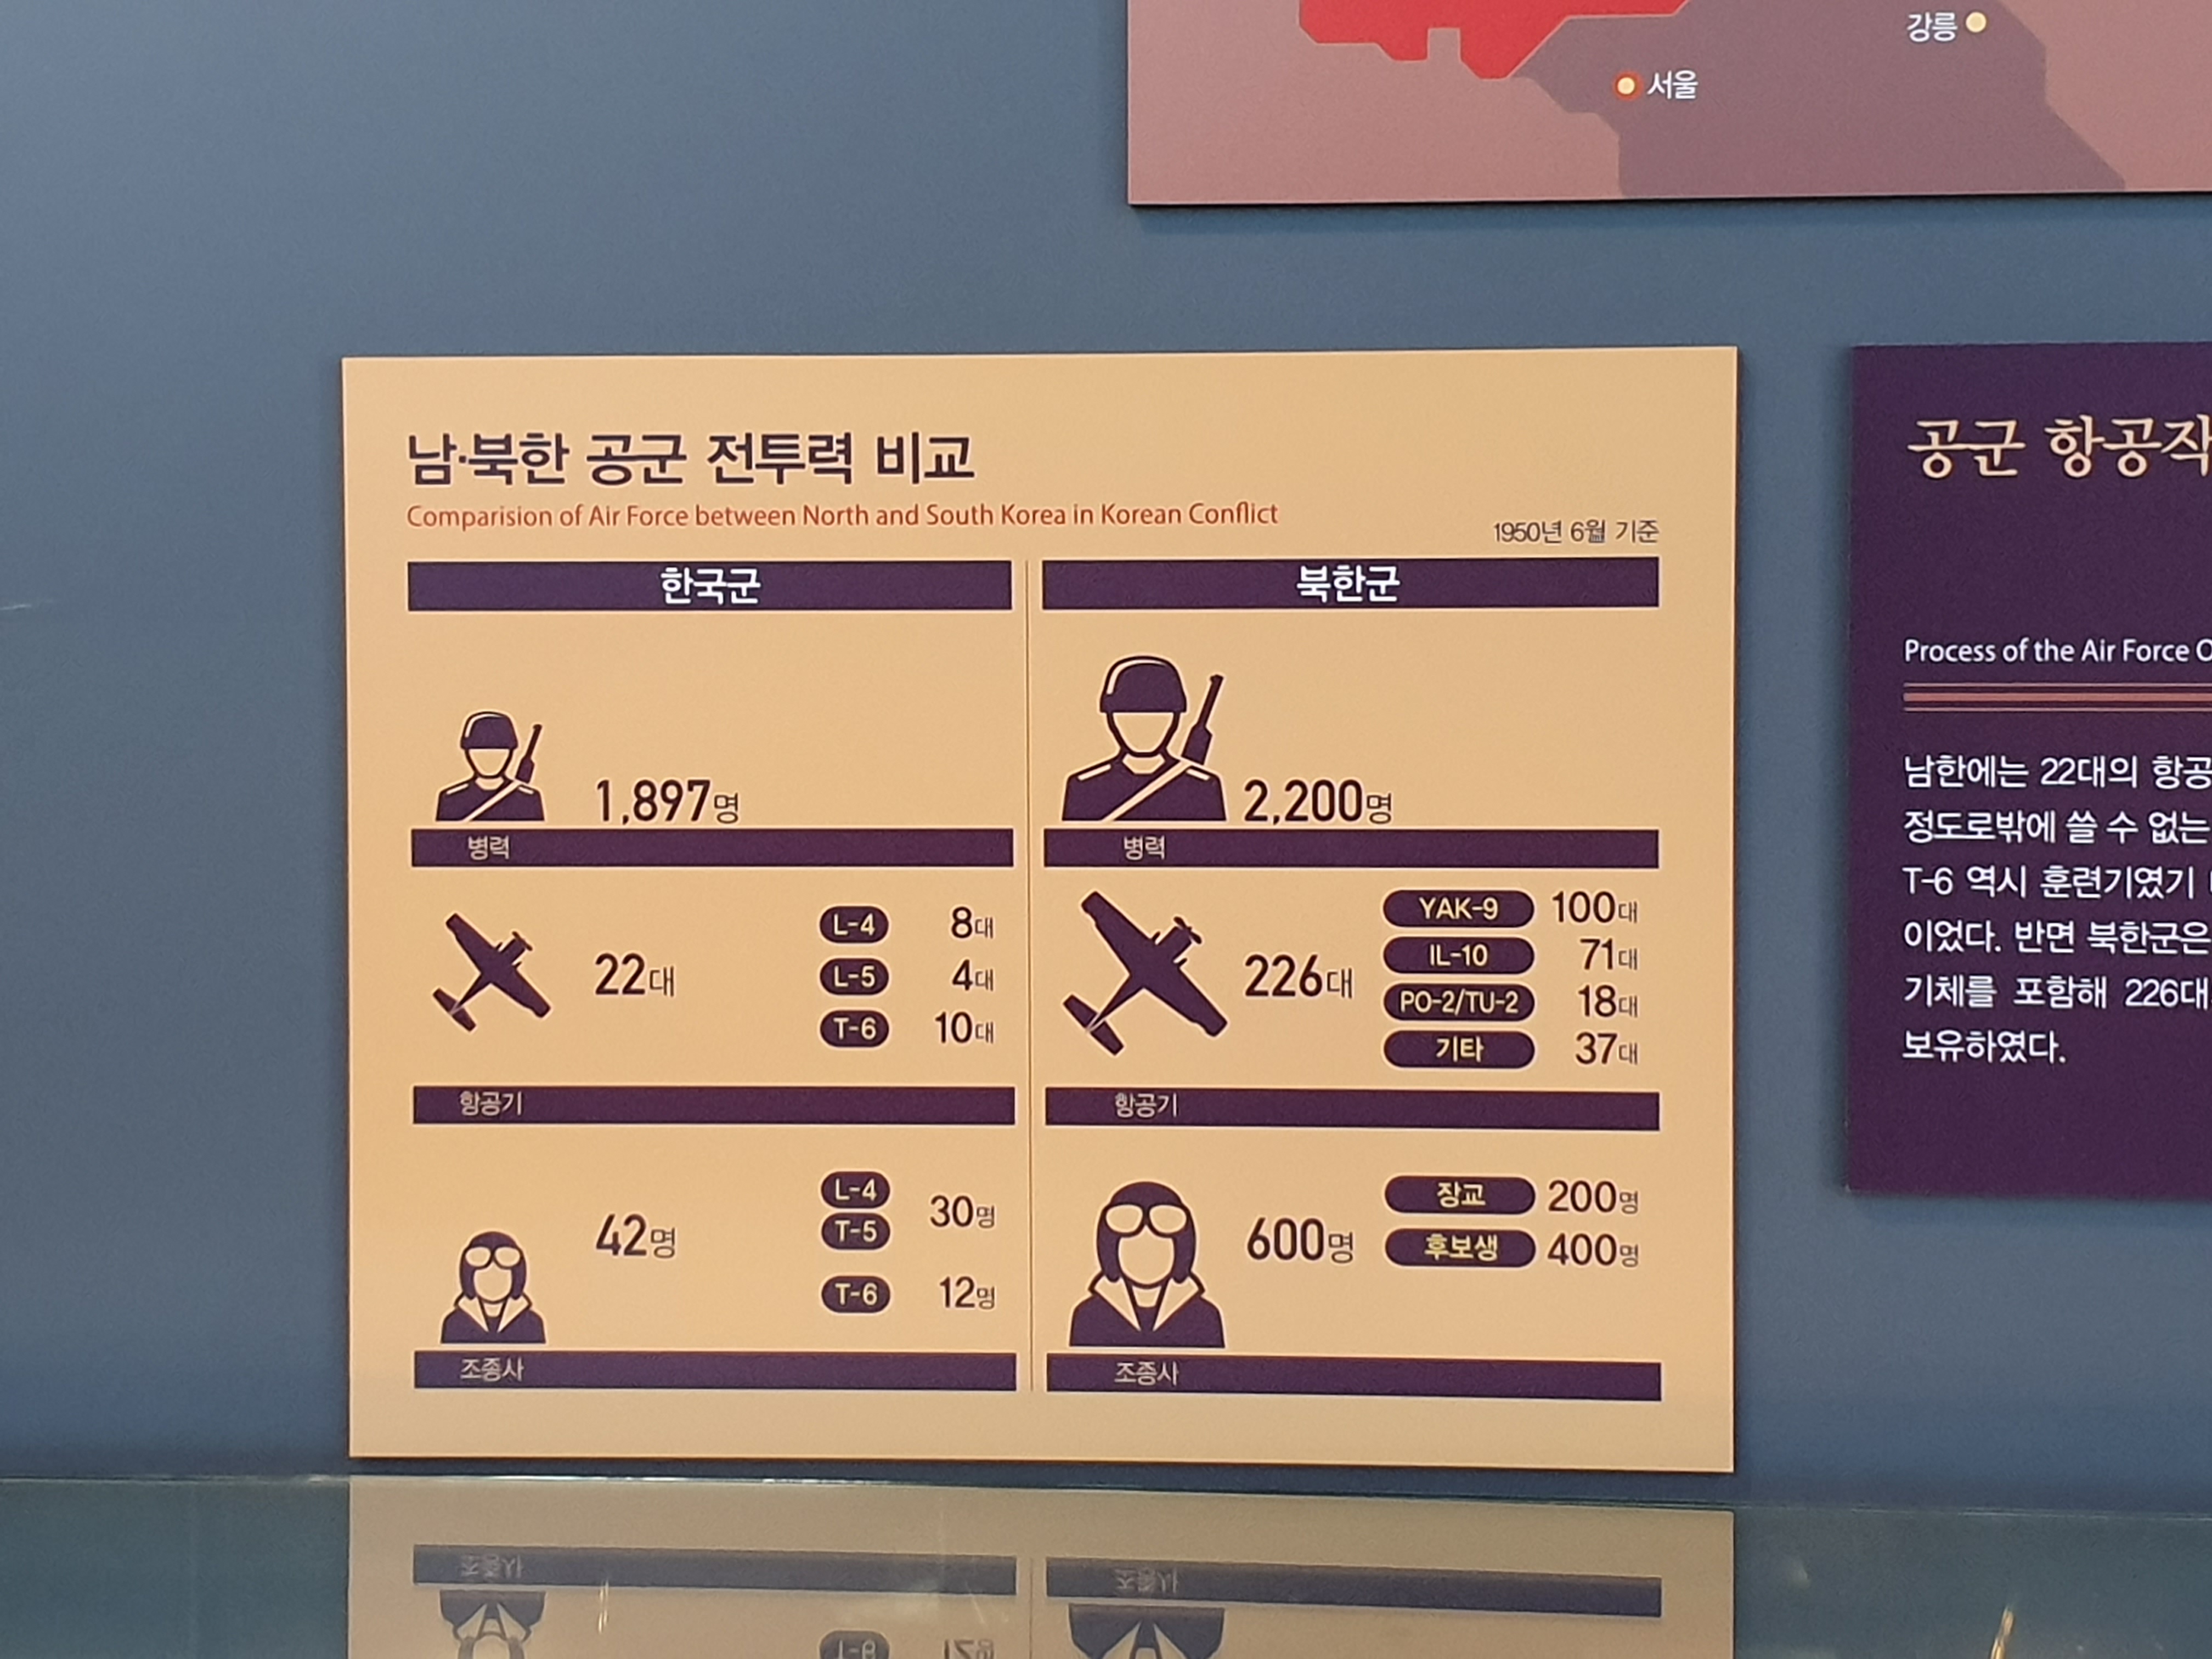 강릉
서울
남·북한 공군 전투력 비교
Comparision of Air Force between North and South Korea in Korean Conflict
1950년 6월 기준
한국군
1,897명
병력
22대
L-4 8대
L-5 4대
T-6 10대
항공기
42명
L-4
T-5
30명
T-6 12명
조종사
북한군
2,200명
병력
226대
YAK-9 100대
IL-10 71대
PO-2/TU-2 18대
기타 37대
항공기
600명
장교 200명
후보생 400명
조종사
공군 항공작
Process of the Air Force
남한에는 22대의 항공
정도로밖에 쓸 수 없는
T-6 역시 훈련기였기
이었다. 반면 북한군은
기체를 포함해 226대
보유하였다.